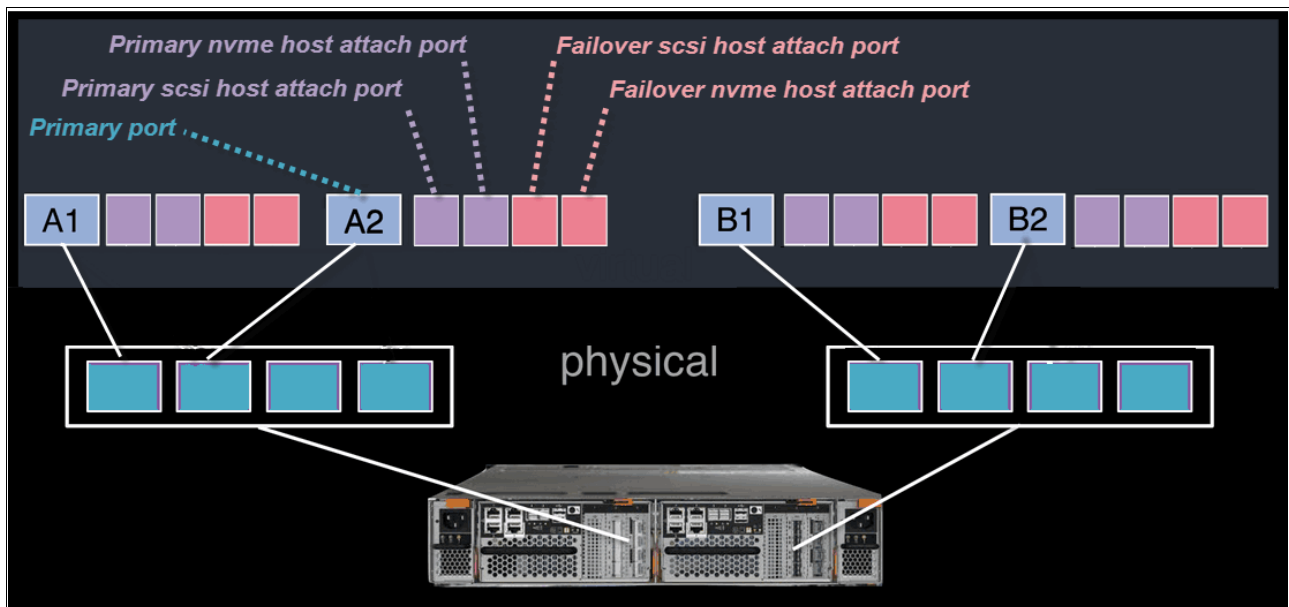 Primary nvme host attach port
Failover scsi host attach port
Primary scsi host attach port
Failover nvme host attach port
Primary port
A1
A2
B1
B2
physical